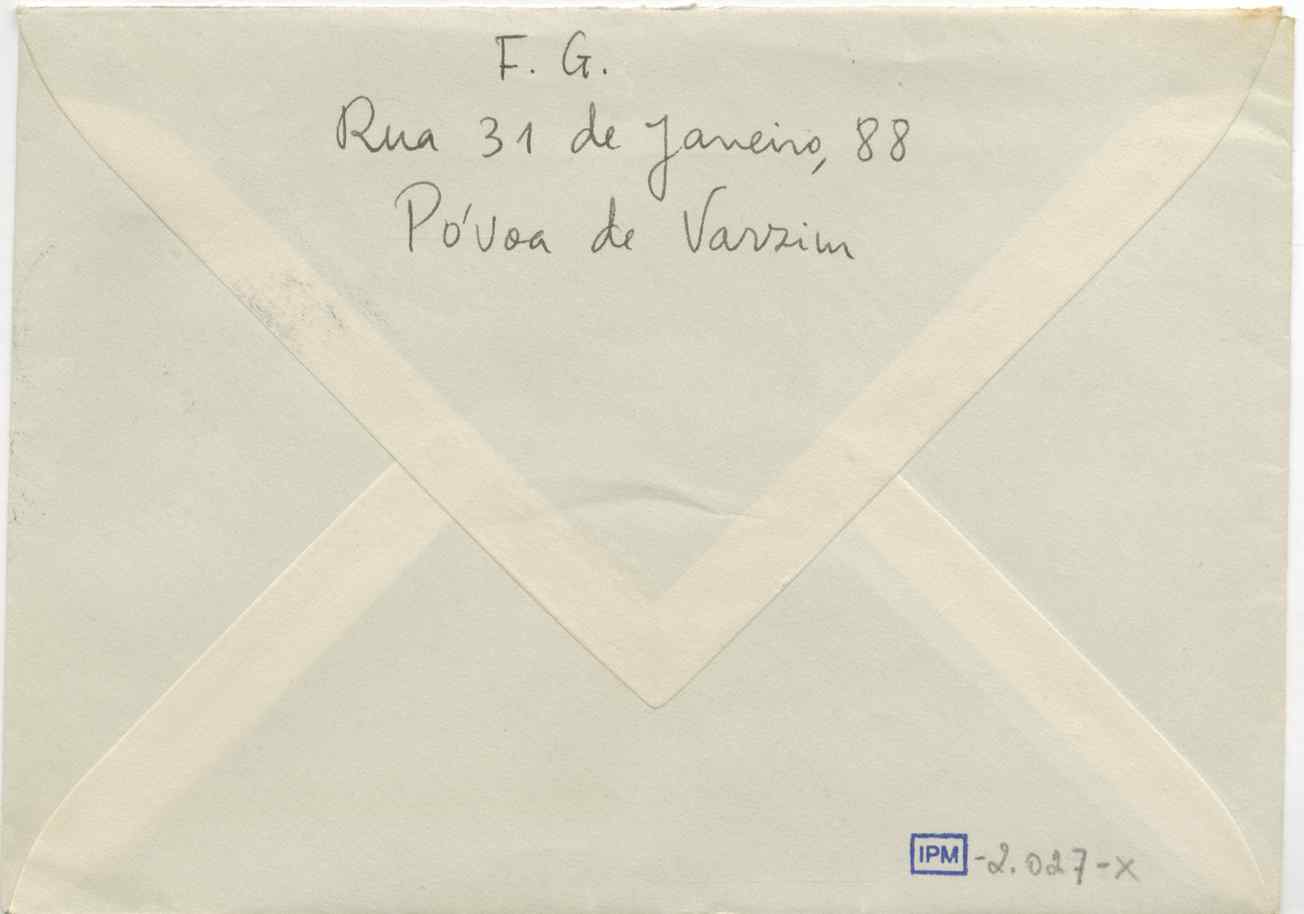 F. G.
Rua 31 de Janeiro, 88
Póvoa de Varzim
IPM -2.027-X